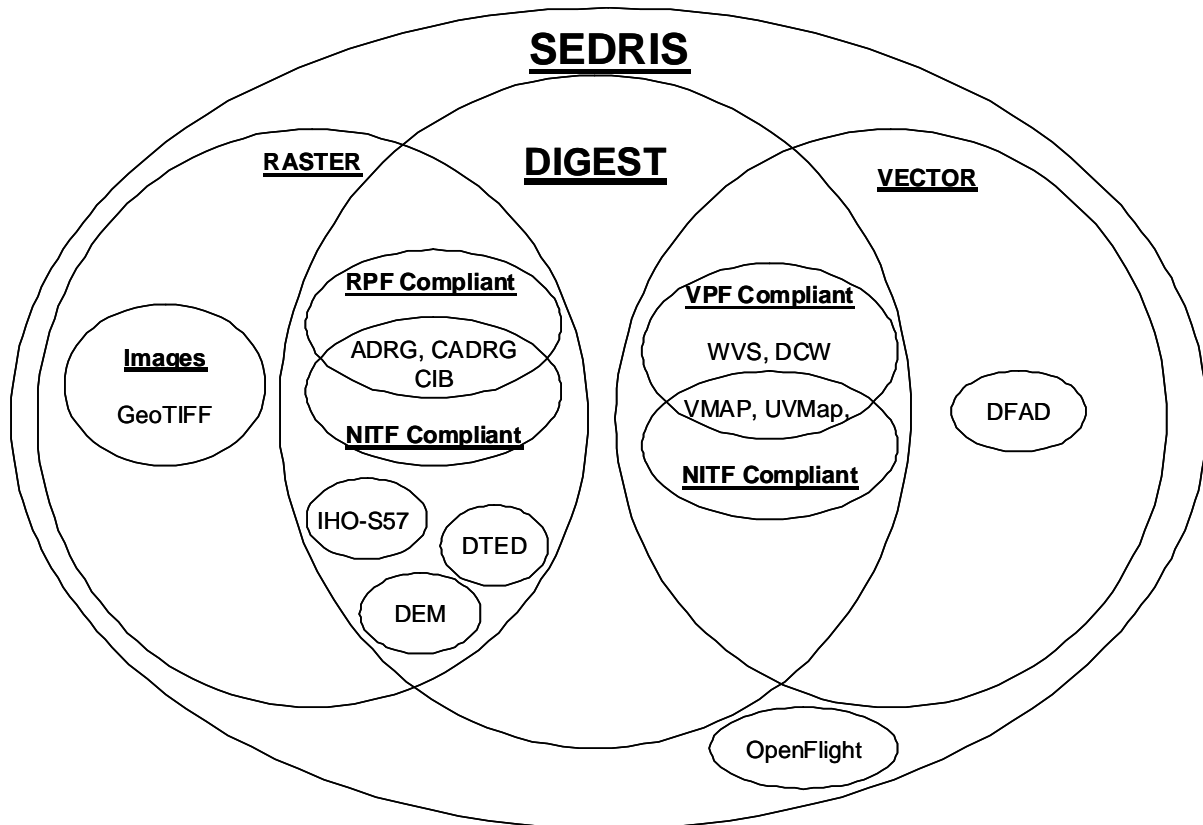 SEDRIS
DIGEST
RASTER
VECTOR
RPF Compliant
ADRG, CADRG
CIB
NITF Compliant
Images
GeoTIFF
IHO-S57
DTED
DEM
VPF Compliant
WVS, DCW
VMAP, UVMap,
NITF Compliant
DFAD
OpenFlight